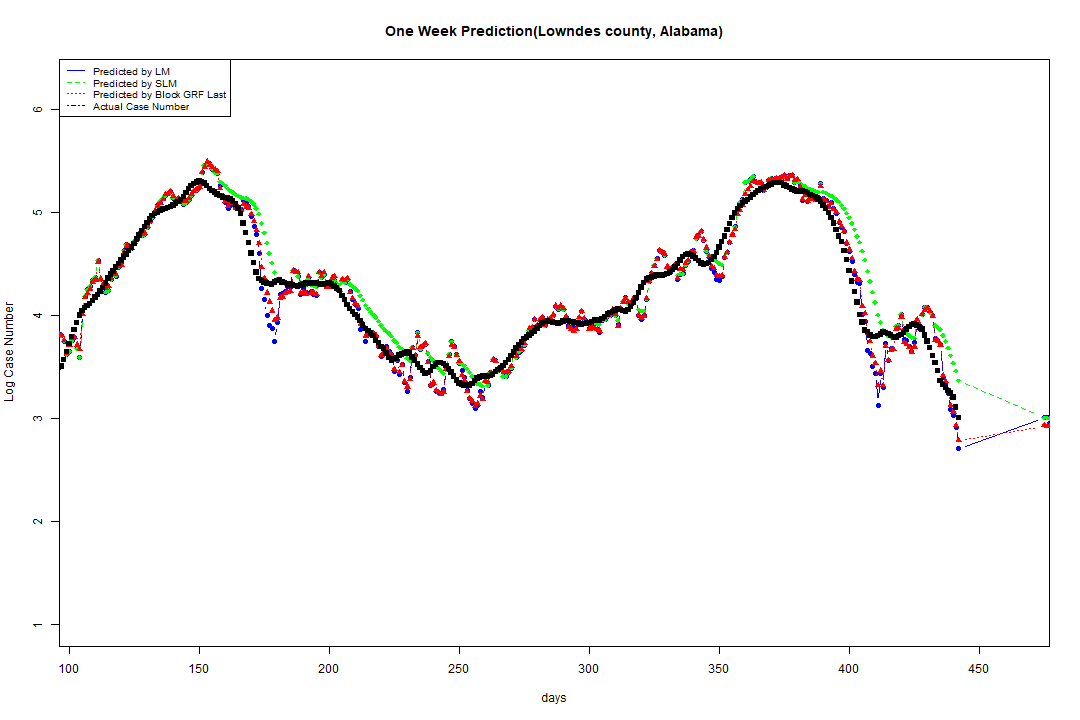 One Week Prediction(Lowndes county, Alabama)
Predicted by LM
Predicted by SLM
Predicted by Block GRF Last
Actual Case Number
6
5
4
3
2
1
Log Case Number
100 150 200 250 300 350 400 450
days